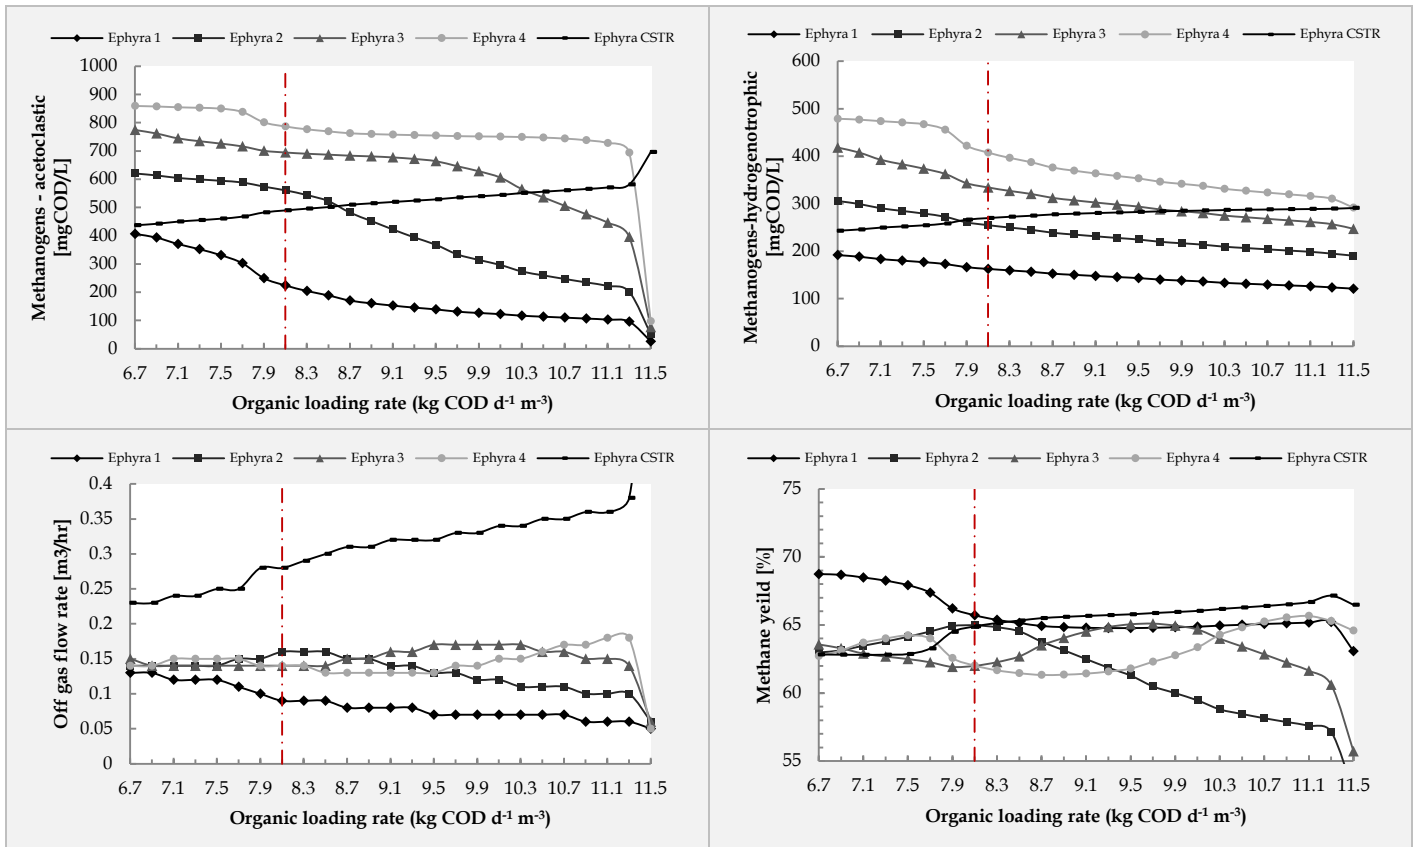 Ephyra 1 Ephyra 2 Ephyra 3 Ephyra 4 Ephyra CSTR
Methanogens - acetoclastic
[mgCOD/L]
1000
900
800
700
600
500
400
300
200
100
0
6.7 7.1 7.5 7.9 8.3 8.7 9.1 9.5 9.9 10.3 10.7 11.1 11.5
Organic loading rate (kg COD d-1 m-3)
Ephyra 1 Ephyra 2 Ephyra 3 Ephyra 4 Ephyra CSTR
Methanogens-hydrogenotrophic
[mgCOD/L]
600
500
400
300
200
100
0
6.7 7.1 7.5 7.9 8.3 8.7 9.1 9.5 9.9 10.3 10.7 11.1 11.5
Organic loading rate (kg COD d-1 m-3)
Ephyra 1 Ephyra 2 Ephyra 3 Ephyra 4 Ephyra CSTR
Off gas flow rate [m3/hr]
0.4
0.35
0.3
0.25
0.2
0.15
0.1
0.05
0
6.7 7.1 7.5 7.9 8.3 8.7 9.1 9.5 9.9 10.3 10.7 11.1 11.5
Organic loading rate (kg COD d-1 m-3)
Ephyra 1 Ephyra 2 Ephyra 3 Ephyra 4 Ephyra CSTR
Methane yeild [%]
75
70
65
60
55
6.7 7.1 7.5 7.9 8.3 8.7 9.1 9.5 9.9 10.3 10.7 11.1 11.5
Organic loading rate (kg COD d-1 m-3)